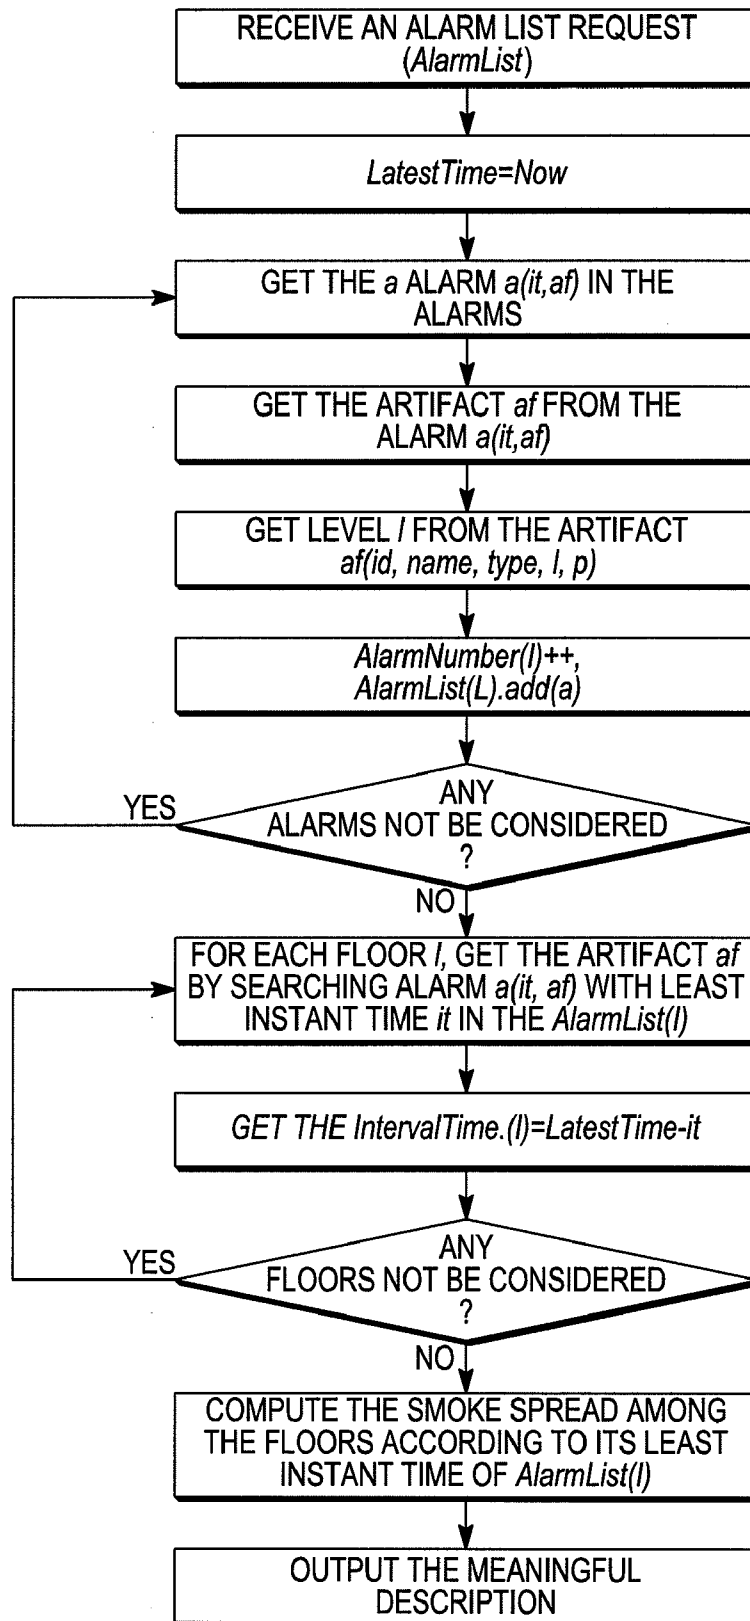 RECEIVE AN ALARM LIST REQUEST
(AlarmList)
LatestTime=Now
GET THE a ALARM a(it,af) IN THE
ALARMS
GET THE ARTIFACT af FROM THE
ALARM a(it,af)
GET LEVEL l FROM THE ARTIFACT
af(id, name, type, l, p)
AlarmNumber(l)++,
AlarmList(L).add(a)
ANY
ALARMS NOT BE CONSIDERED
?
YES
NO
FOR EACH FLOOR l, GET THE ARTIFACT af
BY SEARCHING ALARM a(it, af) WITH LEAST
INSTANT TIME it IN THE AlarmList(l)
GET THE IntervalTime.(l)=LatestTime-it
ANY
FLOORS NOT BE CONSIDERED
?
YES
NO
COMPUTE THE SMOKE SPREAD AMONG
THE FLOORS ACCORDING TO ITS LEAST
INSTANT TIME OF AlarmList(l)
OUTPUT THE MEANINGFUL
DESCRIPTION